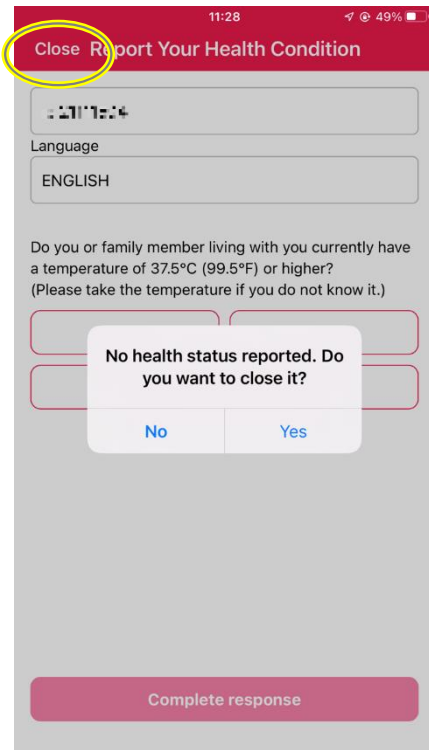 11:28
49%
Close Report Your Health Condition
Language
ENGLISH
Do you or family member living with you currently have
a temperature of 37.5°C (99.5°F) or higher?
(Please take the temperature if you do not know it.)
No health status reported. Do
you want to close it?
No Yes
Complete response